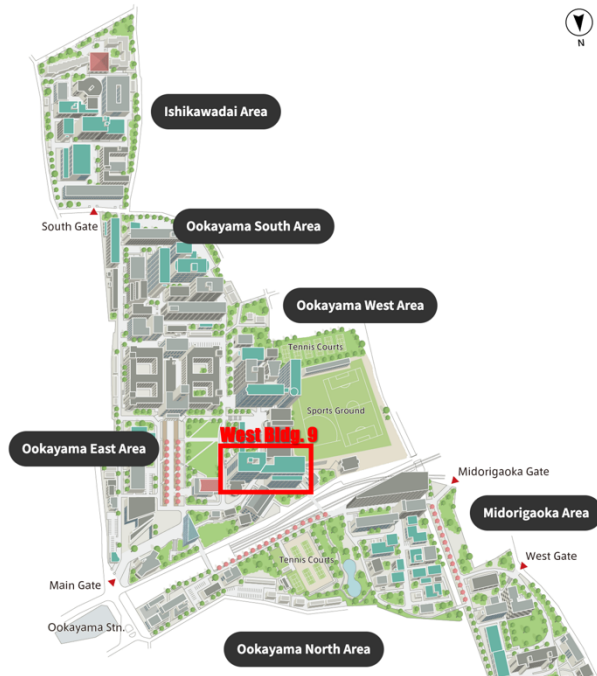 N
Ishikawadai Area
South Gate
Ookayama South Area
Ookayama West Area
Tennis Courts
Sports Ground
West Bldg. 9
Ookayama East Area
Midorigaoka Gate
Midorigaoka Area
Tennis Courts
West Gate
Main Gate
Ookayama Stn.
Ookayama North Area